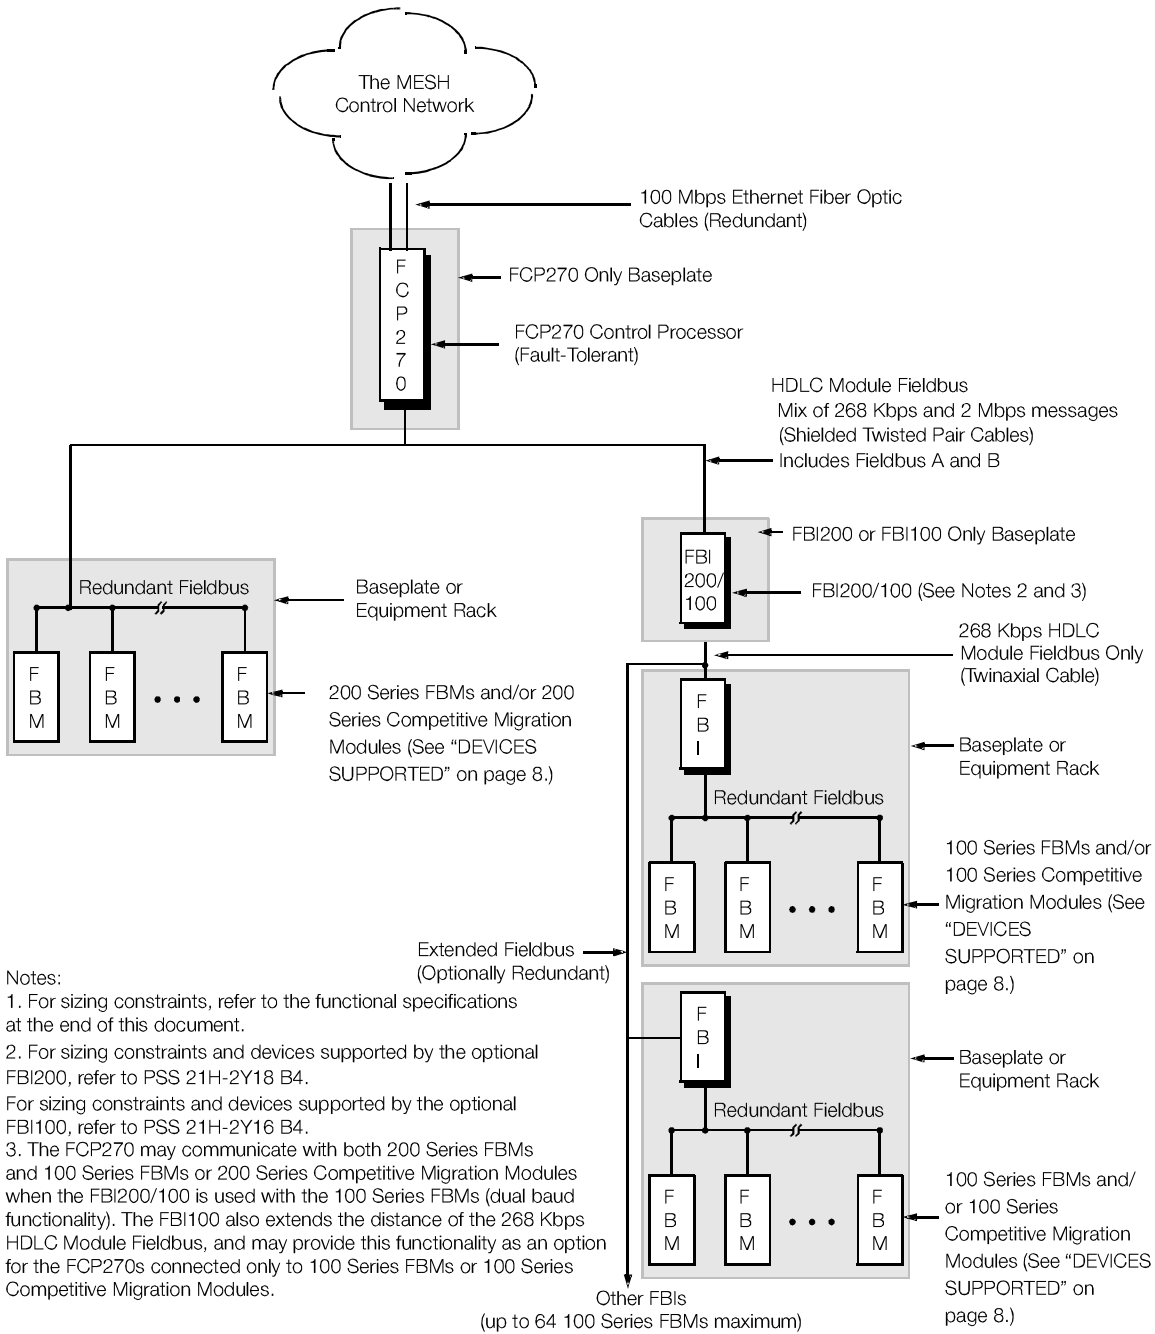 The MESH
Control Network
100 Mbps Ethernet Fiber Optic
Cables (Redundant)
F
C
P
2
7
0
FCP270 Only Baseplate
FCP270 Control Processor
(Fault-Tolerant)
HDLC Module Fieldbus
Mix of 268 Kbps and 2 Mbps messages
(Shielded Twisted Pair Cables)
Includes Fieldbus A and B
FBI200 or FBI100 Only Baseplate
FBI
200/
100
FBI200/100 (See Notes 2 and 3)
Redundant Fieldbus
Baseplate or
Equipment Rack
F
B
M
F
B
M
• • •
F
B
M
200 Series FBMs and/or 200
Series Competitive Migration
Modules (See “DEVICES
SUPPORTED” on page 8.)
268 Kbps HDLC
Module Fieldbus Only
(Twinaxial Cable)
F
B
I
Baseplate or
Equipment Rack
Redundant Fieldbus
F
B
M
F
B
M
• • •
F
B
M
100 Series FBMs and/or
100 Series Competitive
Migration Modules (See
“DEVICES
SUPPORTED” on
page 8.)
Extended Fieldbus
(Optionally Redundant)
F
B
I
Baseplate or
Equipment Rack
Redundant Fieldbus
F
B
M
F
B
M
• • •
F
B
M
100 Series FBMs and/
or 100 Series
Competitive Migration
Modules (See “DEVICES
SUPPORTED” on
page 8.)
Other FBIs
(up to 64 100 Series FBMs maximum)
Notes:
1. For sizing constraints, refer to the functional specifications
at the end of this document.
2. For sizing constraints and devices supported by the optional
FBI200, refer to PSS 21H-2Y18 B4.
For sizing constraints and devices supported by the optional
FBI100, refer to PSS 21H-2Y16 B4.
3. The FCP270 may communicate with both 200 Series FBMs
and 100 Series FBMs or 200 Series Competitive Migration Modules
when the FBI200/100 is used with the 100 Series FBMs (dual baud
functionality). The FBI100 also extends the distance of the 268 Kbps
HDLC Module Fieldbus, and may provide this functionality as an option
for the FCP270s connected only to 100 Series FBMs or 100 Series
Competitive Migration Modules.